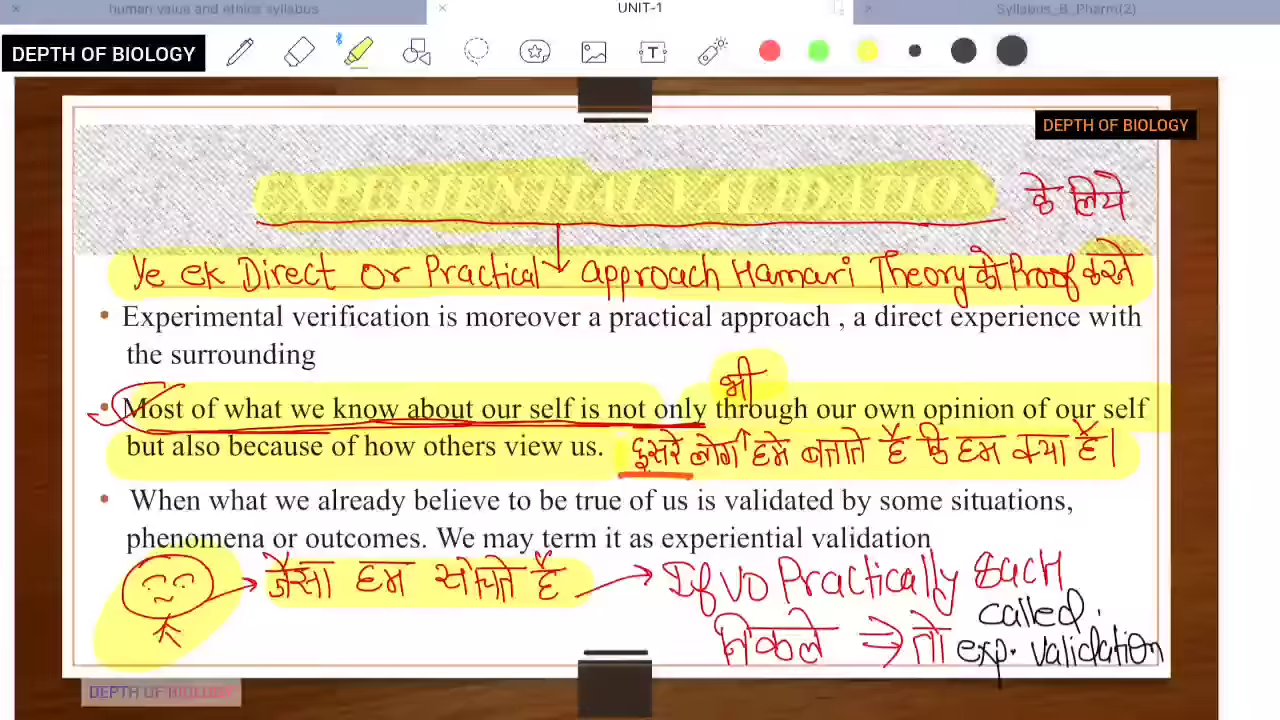 human value and ethics syllabus
UNIT-1
Syllabus_B_Pharm(2)
DEPTH OF BIOLOGY
DEPTH OF BIOLOGY
EXPERIENTIAL VALIDATION के लिये
Ye ek Direct Or Practical approach Hamari Theory को Proof करने
• Experimental verification is moreover a practical approach , a direct experience with
the surrounding
भी
• Most of what we know about our self is not only through our own opinion of our self
but also because of how others view us. दुसरे लोग हमे बताते है कि हम क्या है।
• When what we already believe to be true of us is validated by some situations,
phenomena or outcomes. We may term it as experiential validation
जैसा हम सोचते है If vo Practically Sach
निकले ⇒ तो called
exp. validation
DEPTH OF BIOLOGY